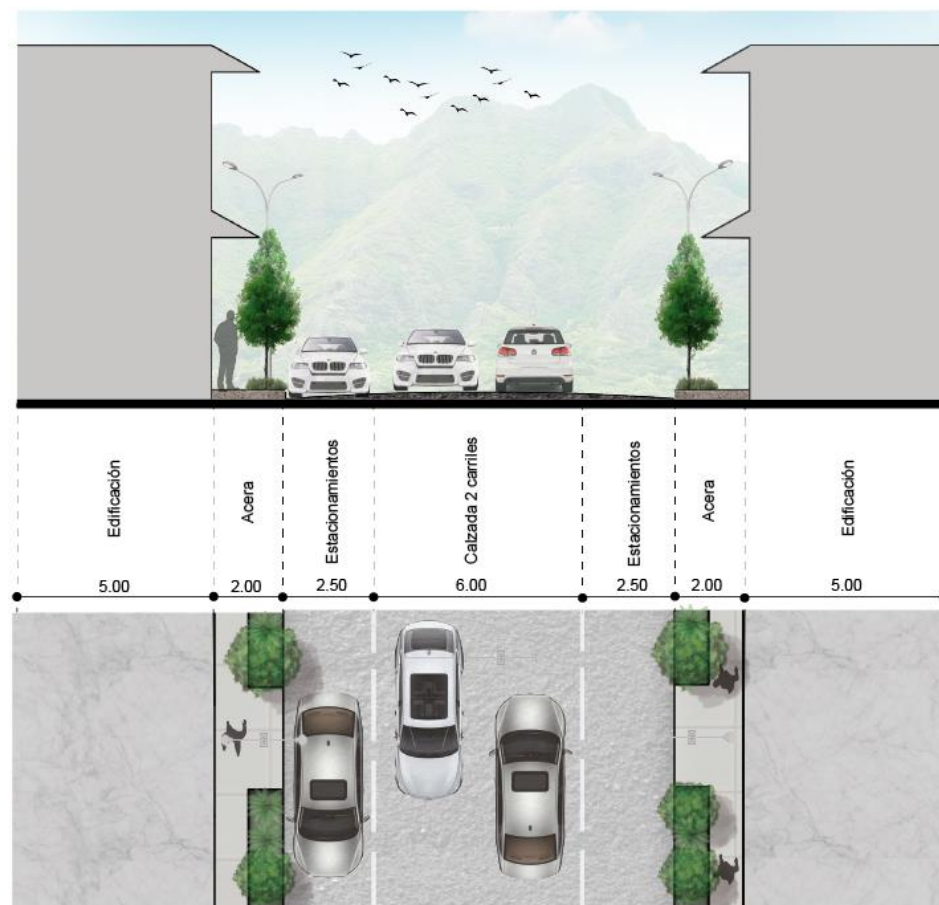 Edificación
Acera
Estacionamientos
Calzada 2 carriles
Estacionamientos
Acera
Edificación
5.00
2.00
2.50
6.00
2.50
2.00
5.00